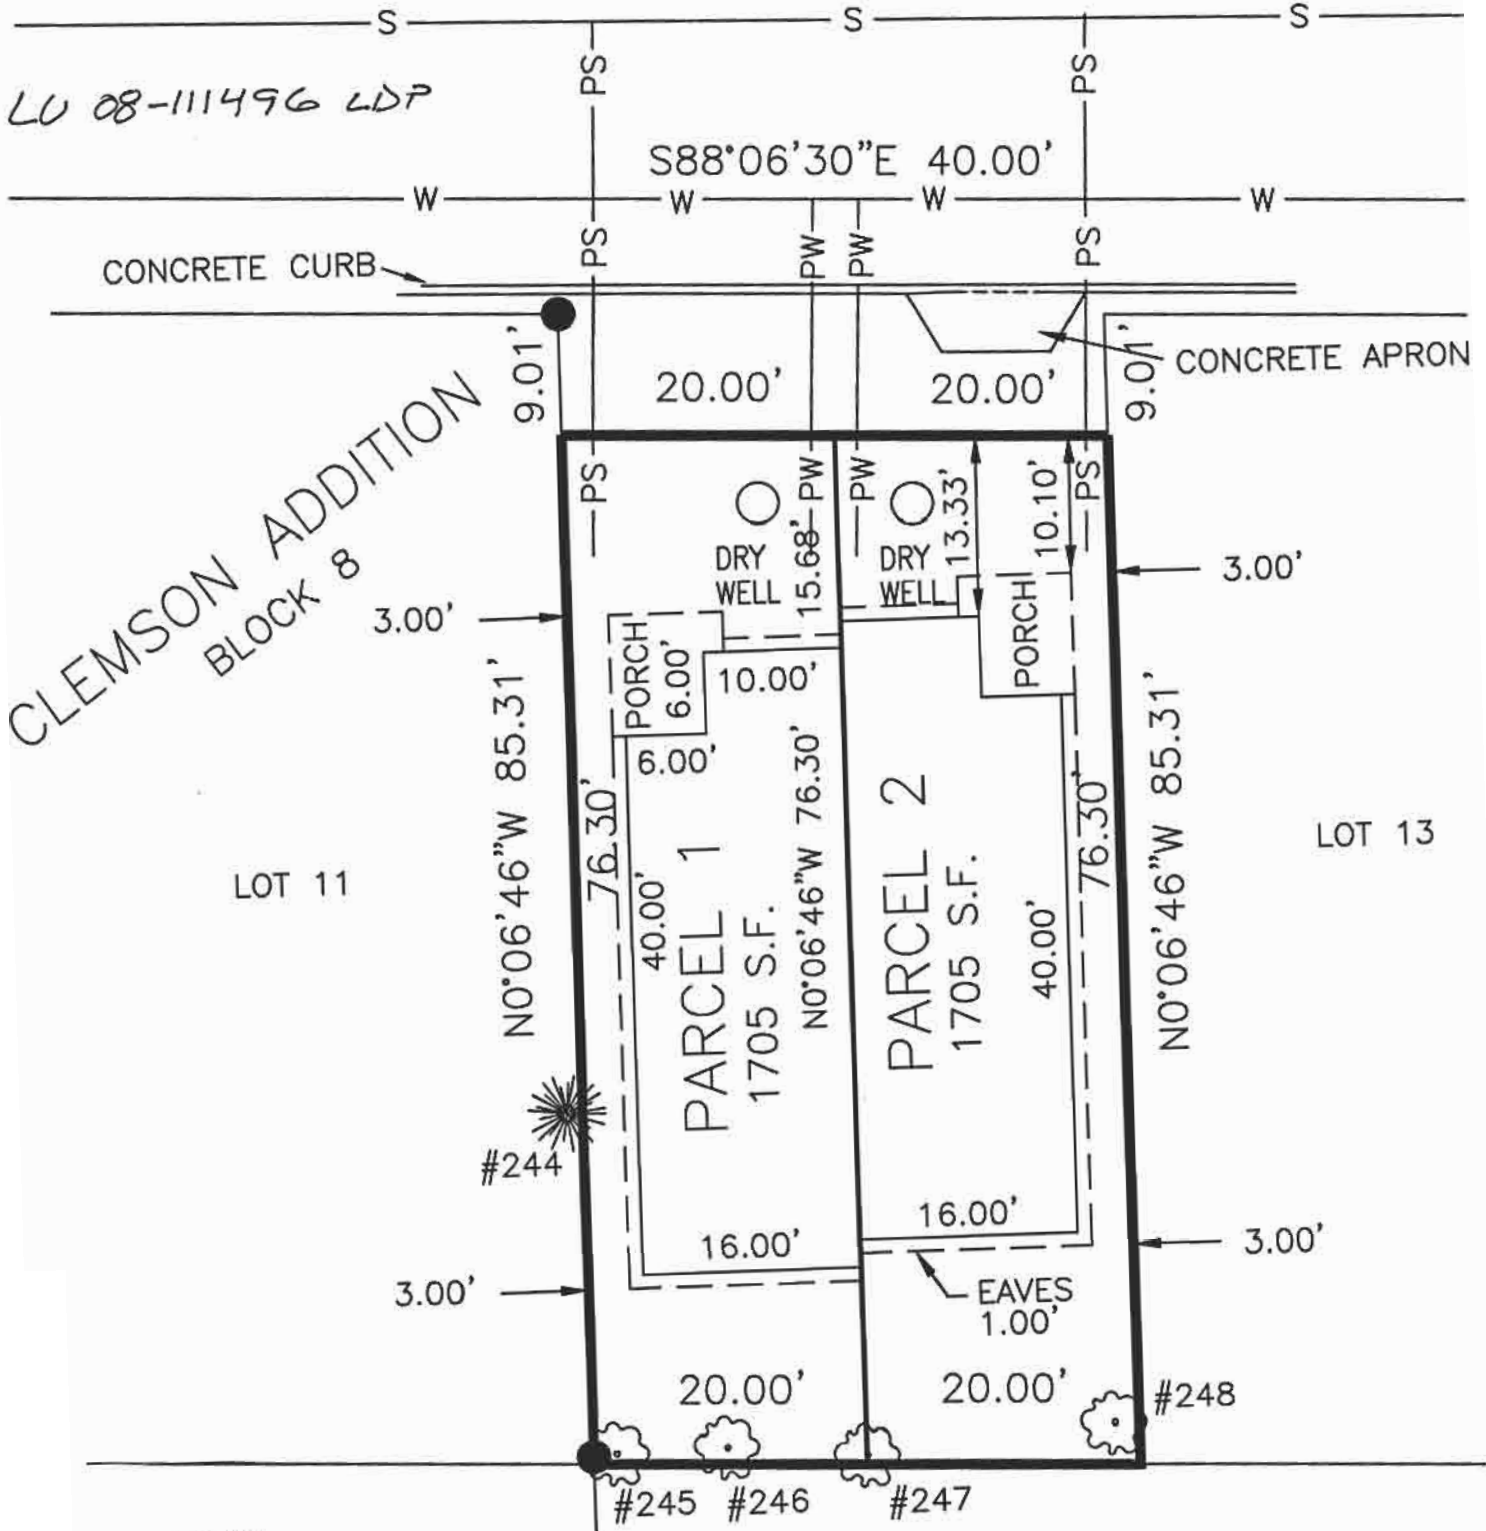 S S S
PS PS
LU 08-111496 LDP
S88°06'30"E 40.00'
W W W W
PS PW PW PS
CONCRETE CURB
CONCRETE APRON
9.01' 20.00' 20.00' 9.01'
CLEMSON ADDITION
BLOCK 8
PS PW PW PS
DRY
WELL
15.68'
DRY
WELL
13.33'
10.10'
3.00'
3.00'
PORCH
6.00'
10.00'
6.00'
PORCH
N0°06'46"W 85.31'
76.30'
N0°06'46"W 76.30'
76.30'
N0°06'46"W 85.31'
LOT 11
LOT 13
40.00'
PARCEL 1
1705 S.F.
PARCEL 2
1705 S.F.
40.00'
#244
16.00'
16.00'
3.00'
3.00'
EAVES
1.00'
20.00' 20.00'
#248
#245 #246 #247